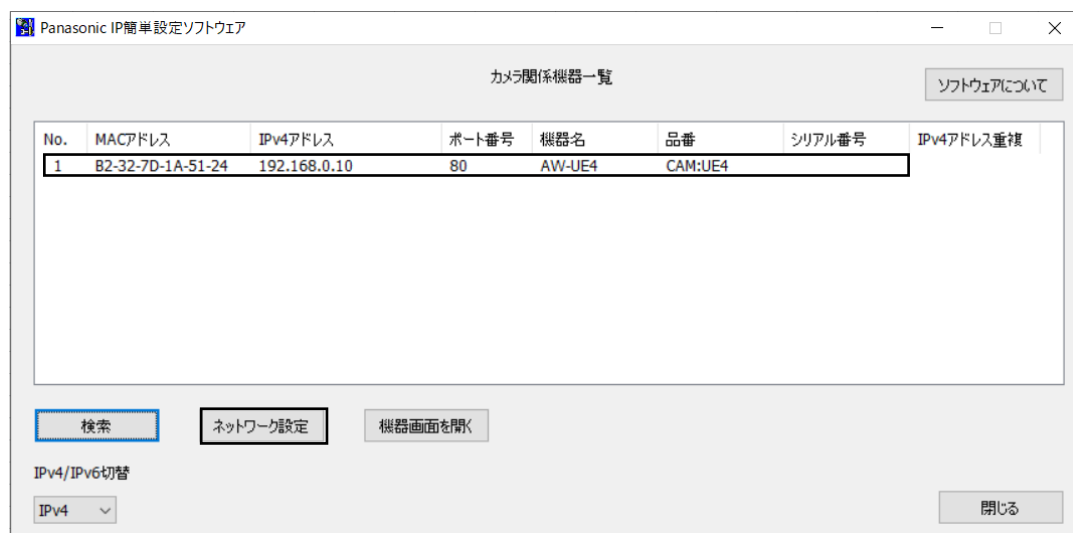 Panasonic IP簡単設定ソフトウェア
カメラ関係機器一覧
ソフトウェアについて
No. MACアドレス IPv4アドレス ポート番号 機器名 品番 シリアル番号 IPv4アドレス重複
1 B2-32-7D-1A-51-24 192.168.0.10 80 AW-UE4 CAM:UE4
検索 ネットワーク設定 機器画面を開く
IPv4/IPv6切替
IPv4
閉じる